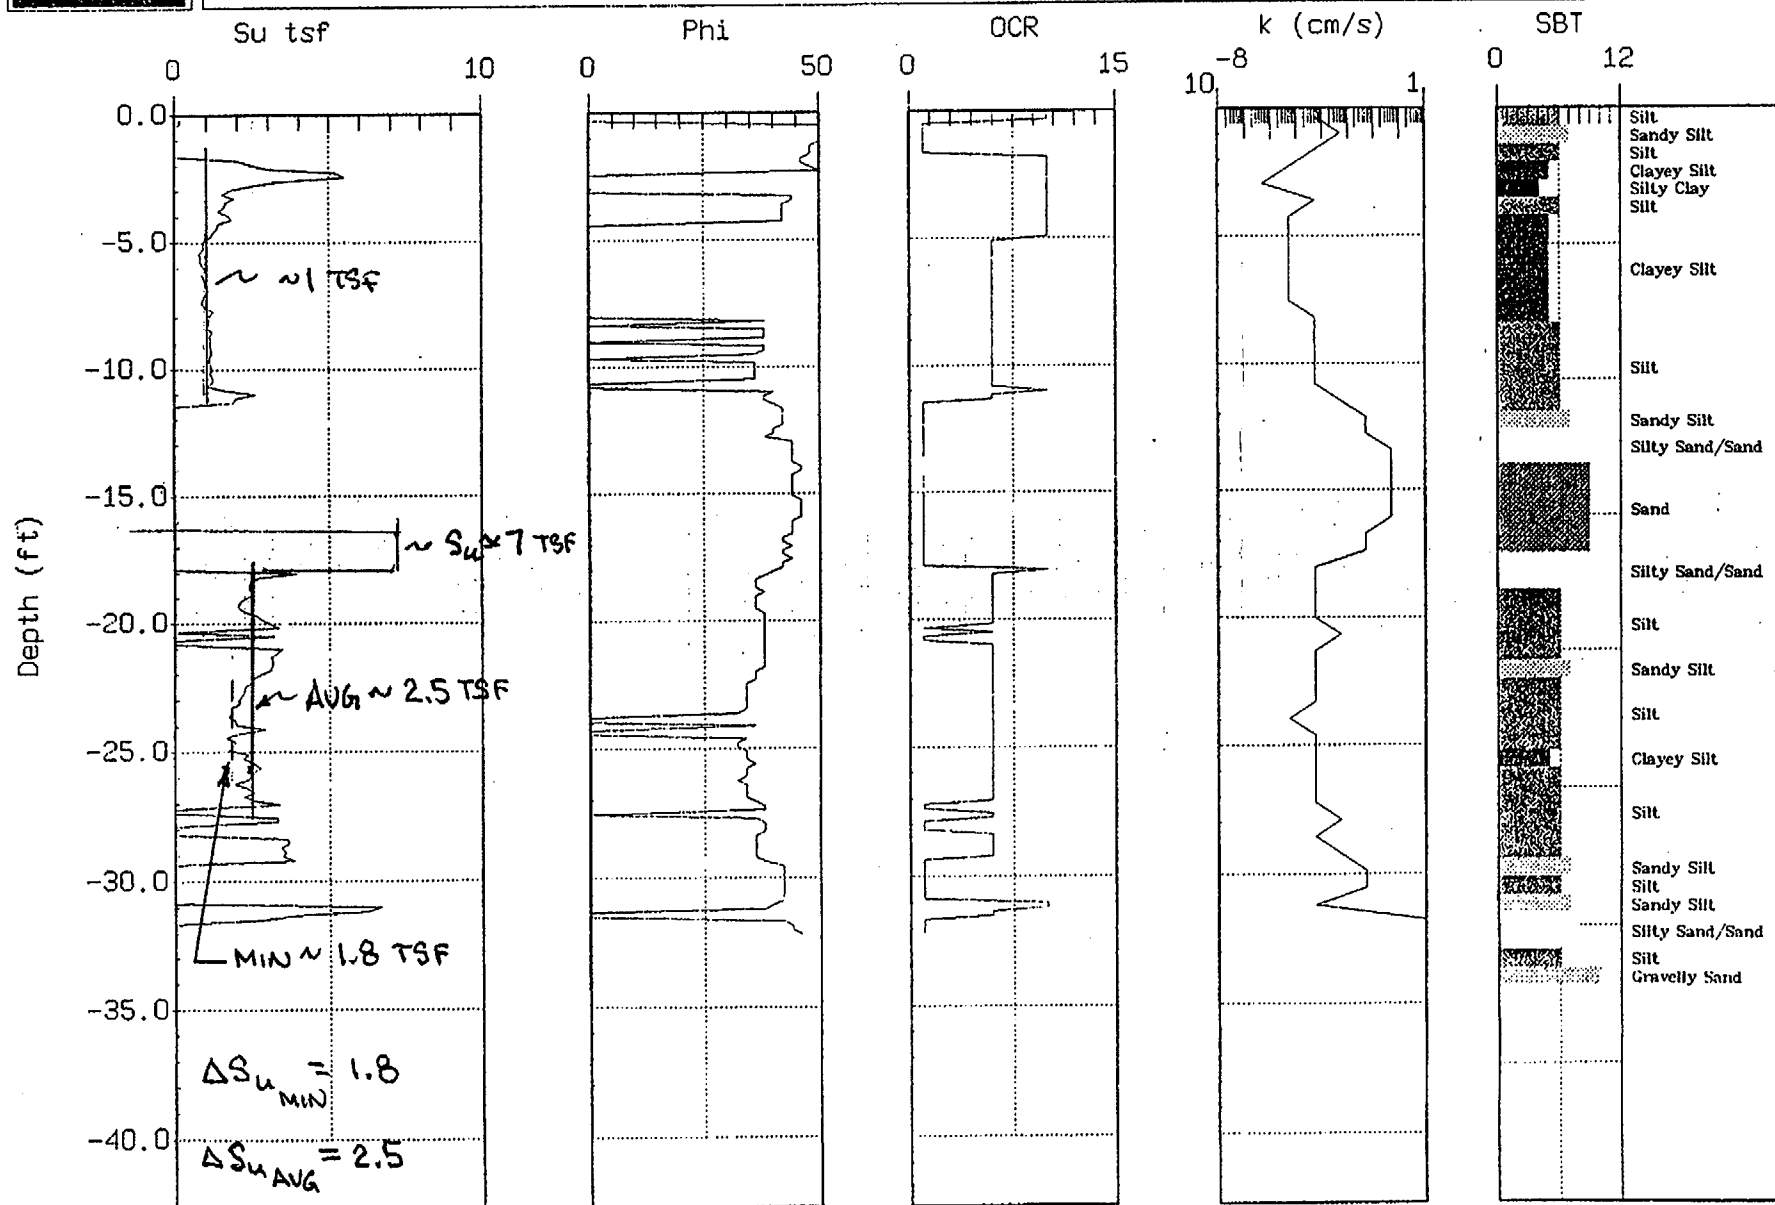 Su tsf
Phi
OCR
k (cm/s)
SBT
0 10
0 50
0 15
10 -8 1
0 12
Depth (ft)
0.0
-5.0
-10.0
-15.0
-20.0
-25.0
-30.0
-35.0
-40.0
~ ~1 TSF
~ Su ≈ 7 TSF
AVG ~ 2.5 TSF
MIN ~ 1.8 TSF
ΔSu MIN = 1.8
ΔSu AVG = 2.5
Silt
Sandy Silt
Silt
Clayey Silt
Silty Clay
Silt
Clayey Silt
Silt
Sandy Silt
Silty Sand/Sand
Sand
Silty Sand/Sand
Silt
Sandy Silt
Silt
Clayey Silt
Silt
Sandy Silt
Silt
Sandy Silt
Silty Sand/Sand
Silt
Gravelly Sand